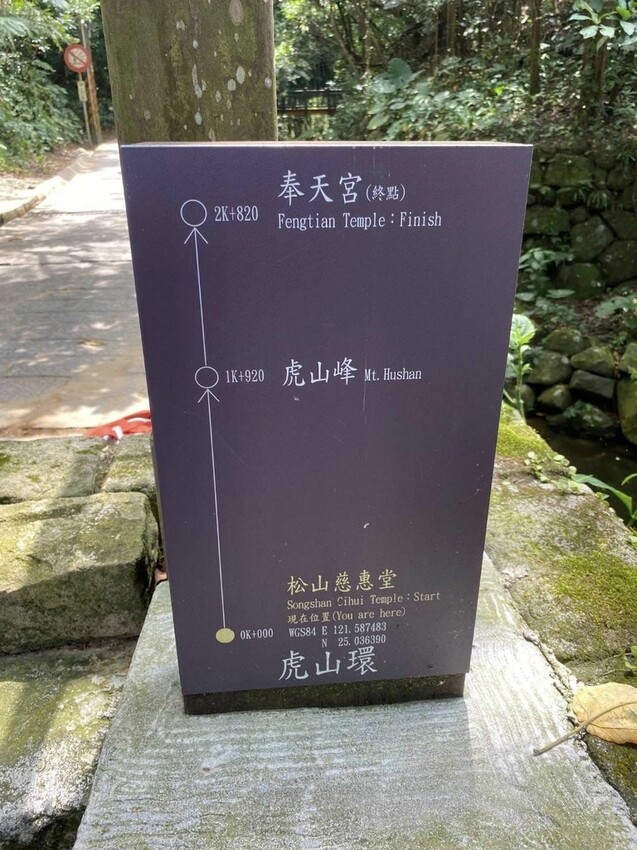 奉天宮(終點)
2K+820
Fengtian Temple：Finish
1K+920
虎山峰 Mt.Hushan
松山慈惠堂
Songshan Cihui Temple：Start
現在位置(You are here)
0K+000
WGS84 E 121.587483
N 25.036390
虎山環